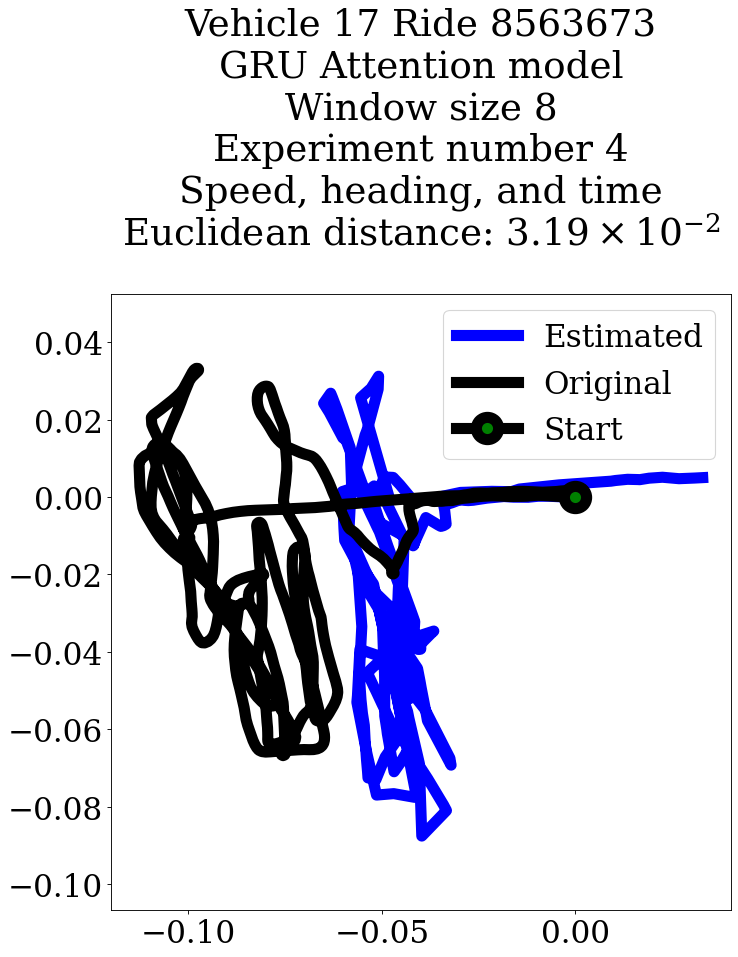 Vehicle 17 Ride 8563673
GRU Attention model
Window size 8
Experiment number 4
Speed, heading, and time
Euclidean distance: 3.19 × 10⁻²
Estimated
Original
Start
0.04
0.02
0.00
−0.02
−0.04
−0.06
−0.08
−0.10
−0.10
−0.05
0.00